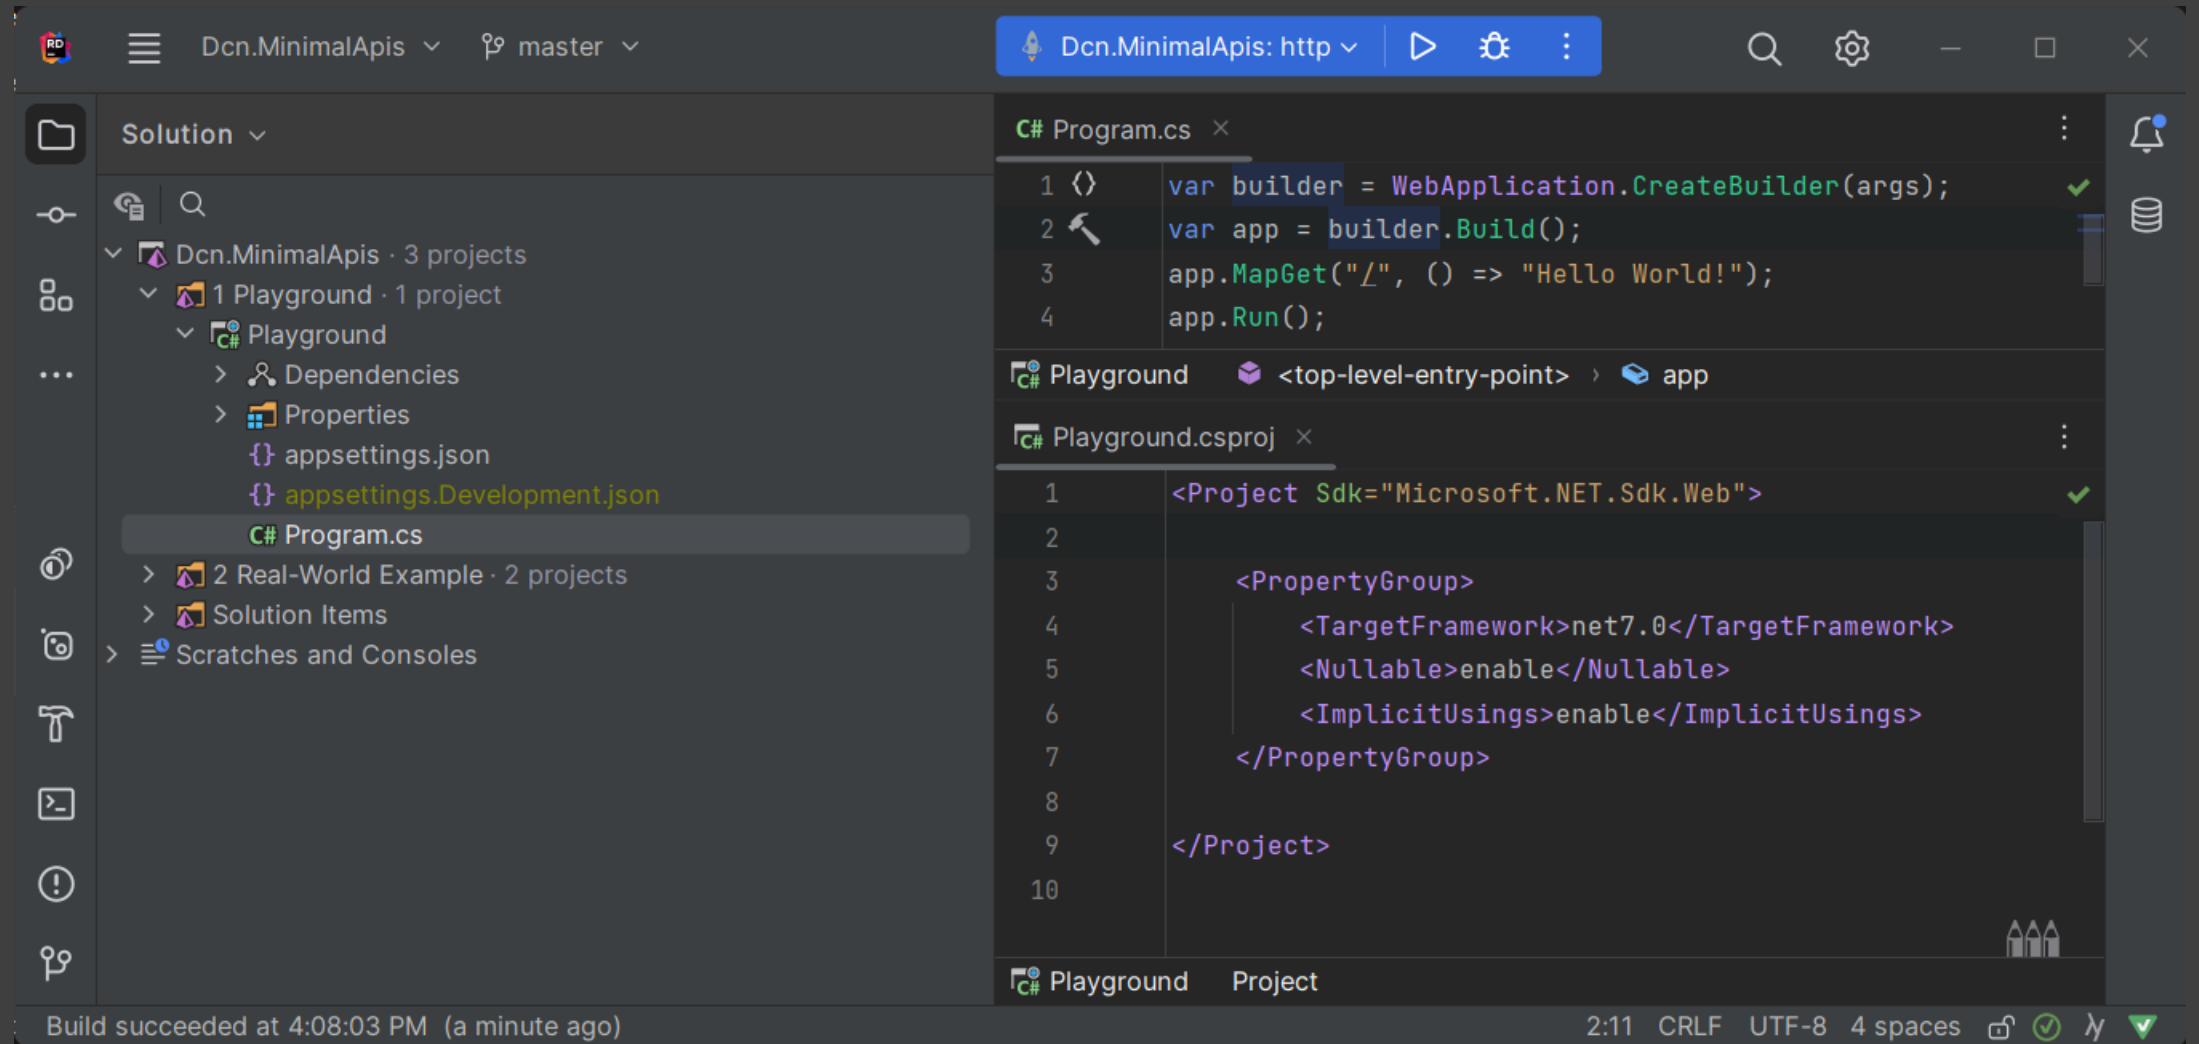 Dcn.MinimalApis master Dcn.MinimalApis: http
Solution
Dcn.MinimalApis · 3 projects
1 Playground · 1 project
Playground
Dependencies
Properties
appsettings.json
appsettings.Development.json
C# Program.cs
2 Real-World Example · 2 projects
Solution Items
Scratches and Consoles
C# Program.cs
1 var builder = WebApplication.CreateBuilder(args);
2 var app = builder.Build();
3 app.MapGet("/", () => "Hello World!");
4 app.Run();
Playground <top-level-entry-point> › app
Playground.csproj
1 <Project Sdk="Microsoft.NET.Sdk.Web">
2
3 <PropertyGroup>
4 <TargetFramework>net7.0</TargetFramework>
5 <Nullable>enable</Nullable>
6 <ImplicitUsings>enable</ImplicitUsings>
7 </PropertyGroup>
8
9 </Project>
10
Playground Project
Build succeeded at 4:08:03 PM (a minute ago) 2:11 CRLF UTF-8 4 spaces